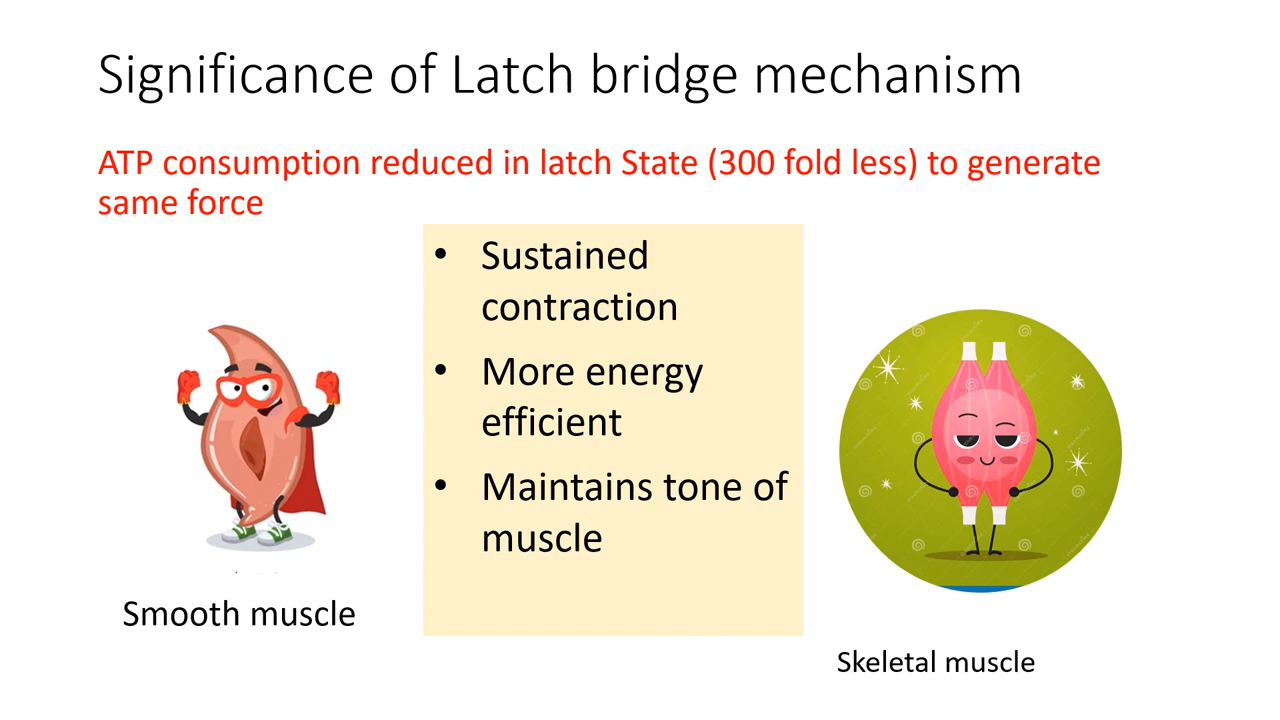 Significance of Latch bridge mechanism
ATP consumption reduced in latch State (300 fold less) to generate
same force
• Sustained
contraction
• More energy
efficient
• Maintains tone of
muscle
Smooth muscle
Skeletal muscle